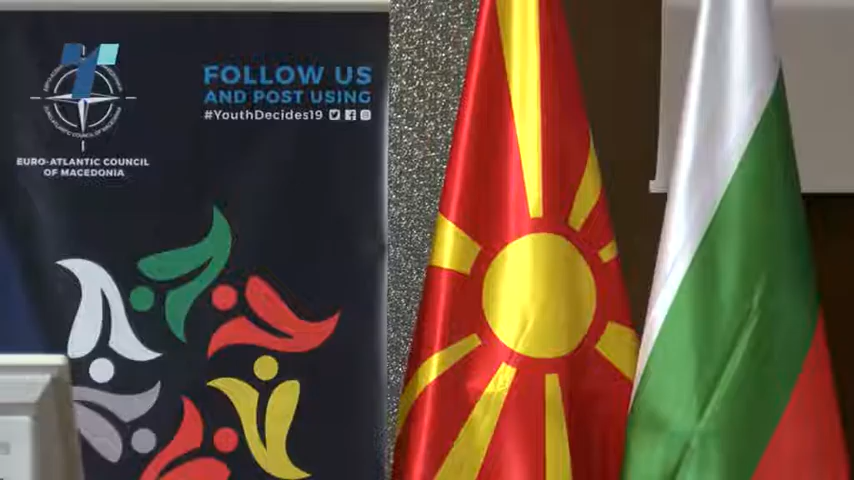 EURO-ATLANTIC COUNCIL
OF MACEDONIA
FOLLOW US
AND POST USING
#YouthDecides19